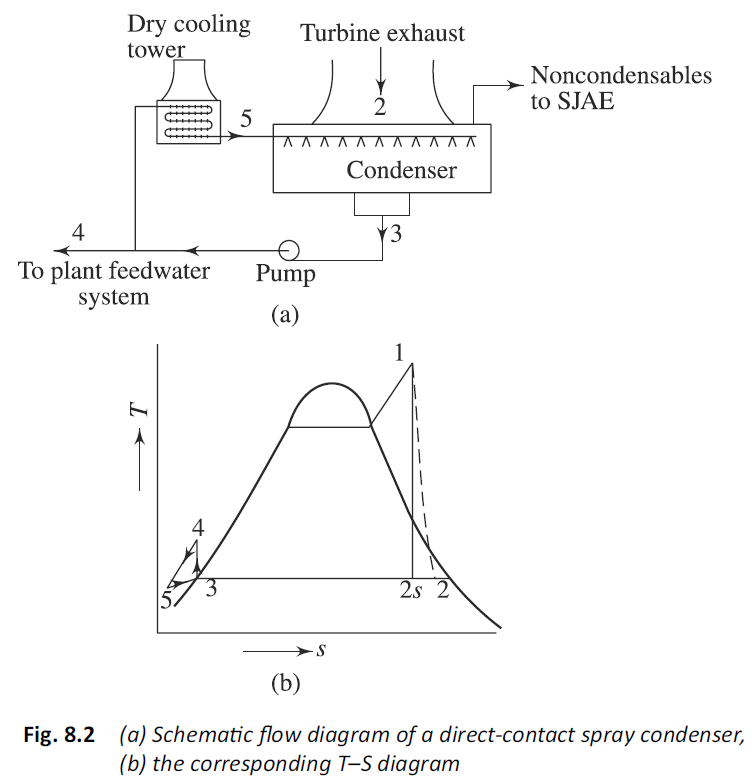 Dry cooling
tower
Turbine exhaust
Noncondensables
to SJAE
2
5
Condenser
4
3
To plant feedwater
system
Pump
(a)
1
T
4
3
5
2s 2
s
(b)
Fig. 8.2 (a) Schematic flow diagram of a direct-contact spray condenser,
(b) the corresponding T–S diagram